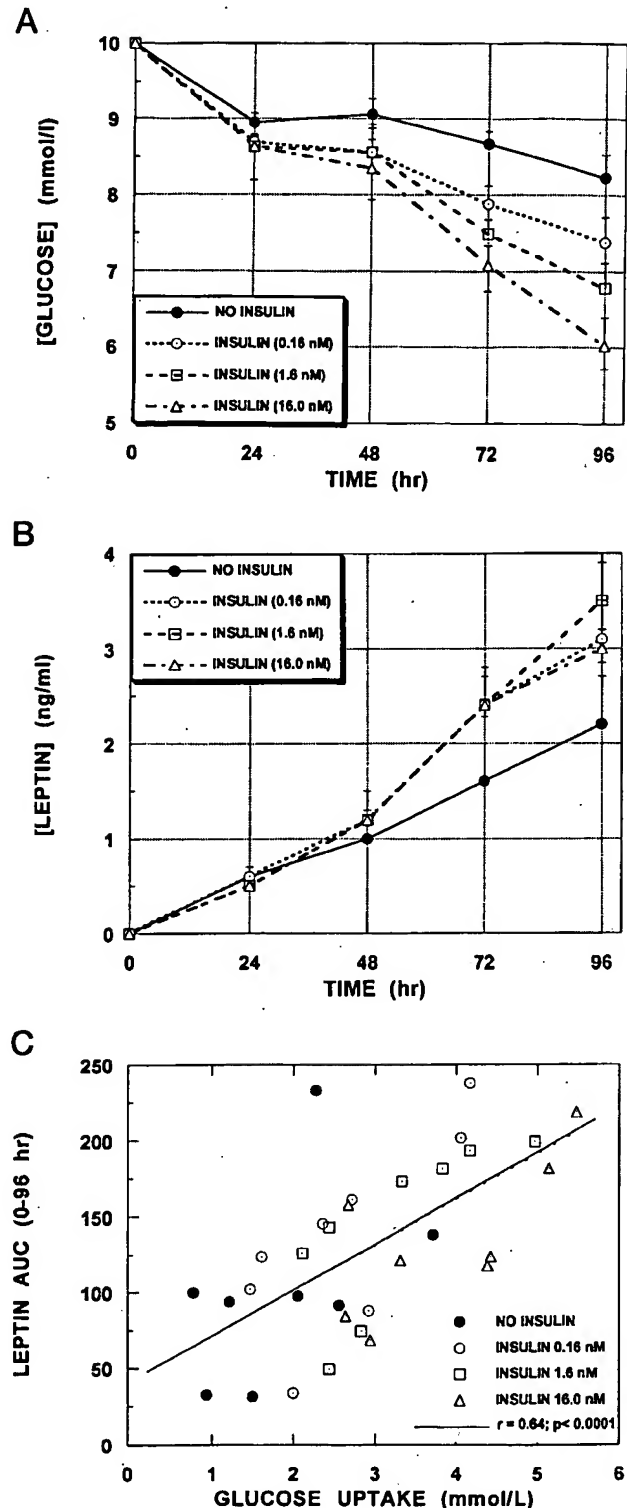 A
10
9
8
7
6
5
[GLUCOSE] (mmol/l)
NO INSULIN
INSULIN (0.16 nM)
INSULIN (1.6 nM)
INSULIN (16.0 nM)
0 24 48 72 96
TIME (hr)
B
4
3
2
1
0
[LEPTIN] (ng/ml)
NO INSULIN
INSULIN (0.16 nM)
INSULIN (1.6 nM)
INSULIN (16.0 nM)
0 24 48 72 96
TIME (hr)
C
250
200
150
100
50
0
LEPTIN AUC (0-96 hr)
NO INSULIN
INSULIN 0.16 nM
INSULIN 1.6 nM
INSULIN 16.0 nM
r = 0.64; p< 0.0001
0 1 2 3 4 5 6
GLUCOSE UPTAKE (mmol/L)